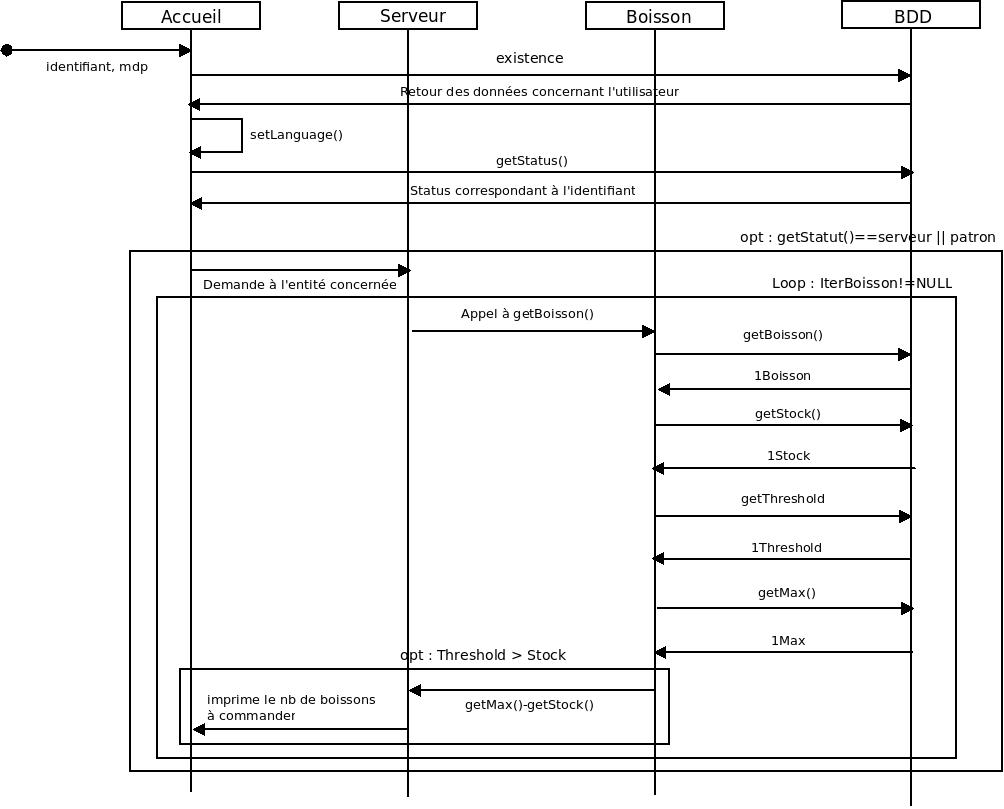 Accueil
Serveur
Boisson
BDD
identifiant, mdp
existence
Retour des données concernant l'utilisateur
setLanguage()
getStatus()
Status correspondant à l'identifiant
opt : getStatut()==serveur || patron
Demande à l'entité concernée
Loop : IterBoisson!=NULL
Appel à getBoisson()
getBoisson()
1Boisson
getStock()
1Stock
getThreshold
1Threshold
getMax()
1Max
opt : Threshold > Stock
getMax()-getStock()
imprime le nb de boissons
à commander